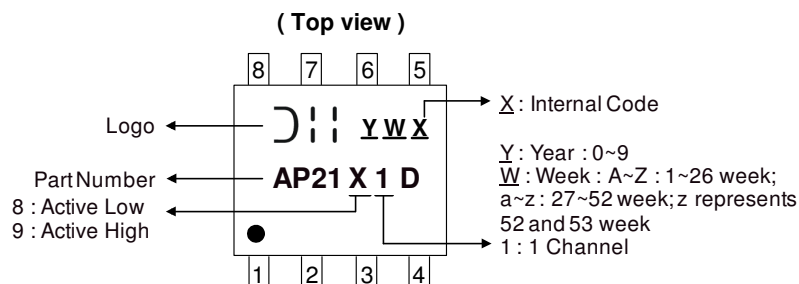 ( Top view )
8 7 6 5
Logo
Y W X
X : Internal Code
Part Number
AP21 X 1 D
8 : Active Low
9 : Active High
Y : Year : 0~9
W : Week : A~Z : 1~26 week;
a~z : 27~52 week; z represents
52 and 53 week
1 : 1 Channel
1 2 3 4